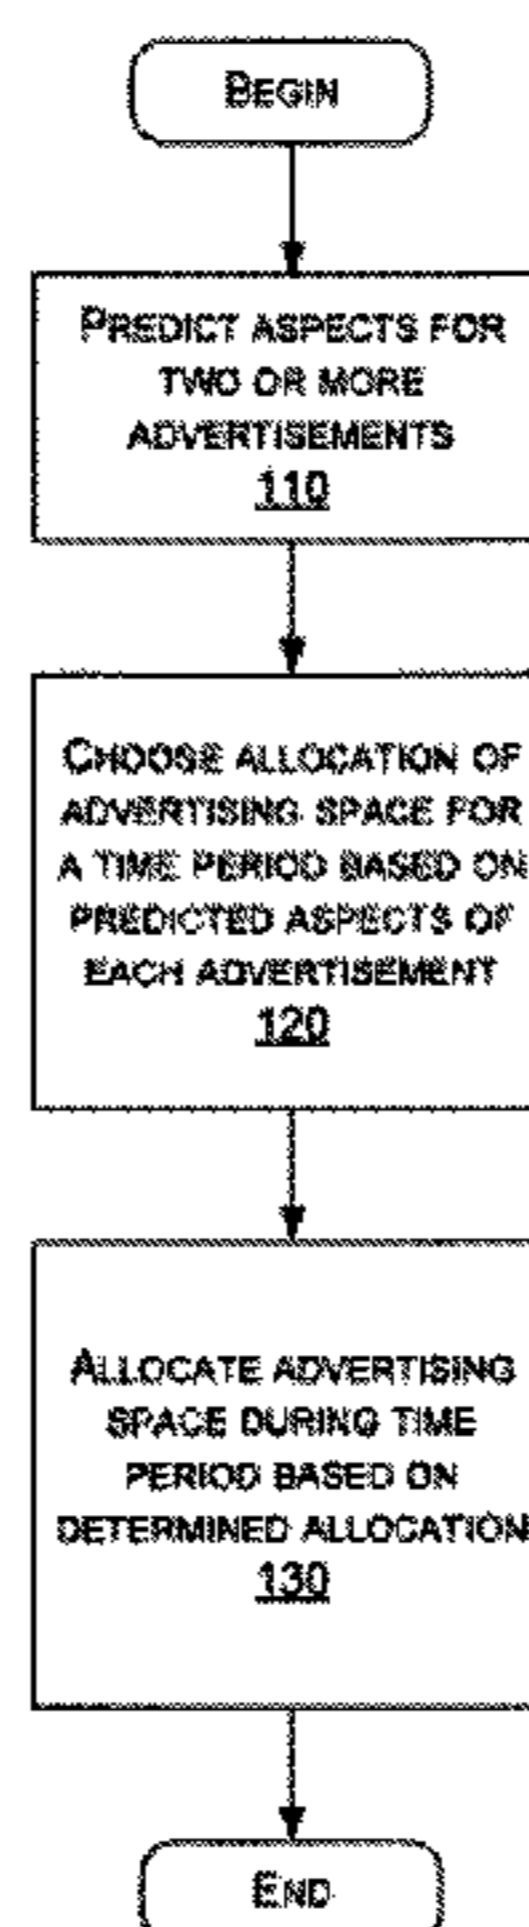 BEGIN
PREDICT ASPECTS FOR
TWO OR MORE
ADVERTISEMENTS
110
CHOOSE ALLOCATION OF
ADVERTISING SPACE FOR
A TIME PERIOD BASED ON
PREDICTED ASPECTS OF
EACH ADVERTISEMENT
120
ALLOCATE ADVERTISING
SPACE DURING TIME
PERIOD BASED ON
DETERMINED ALLOCATION
130
END